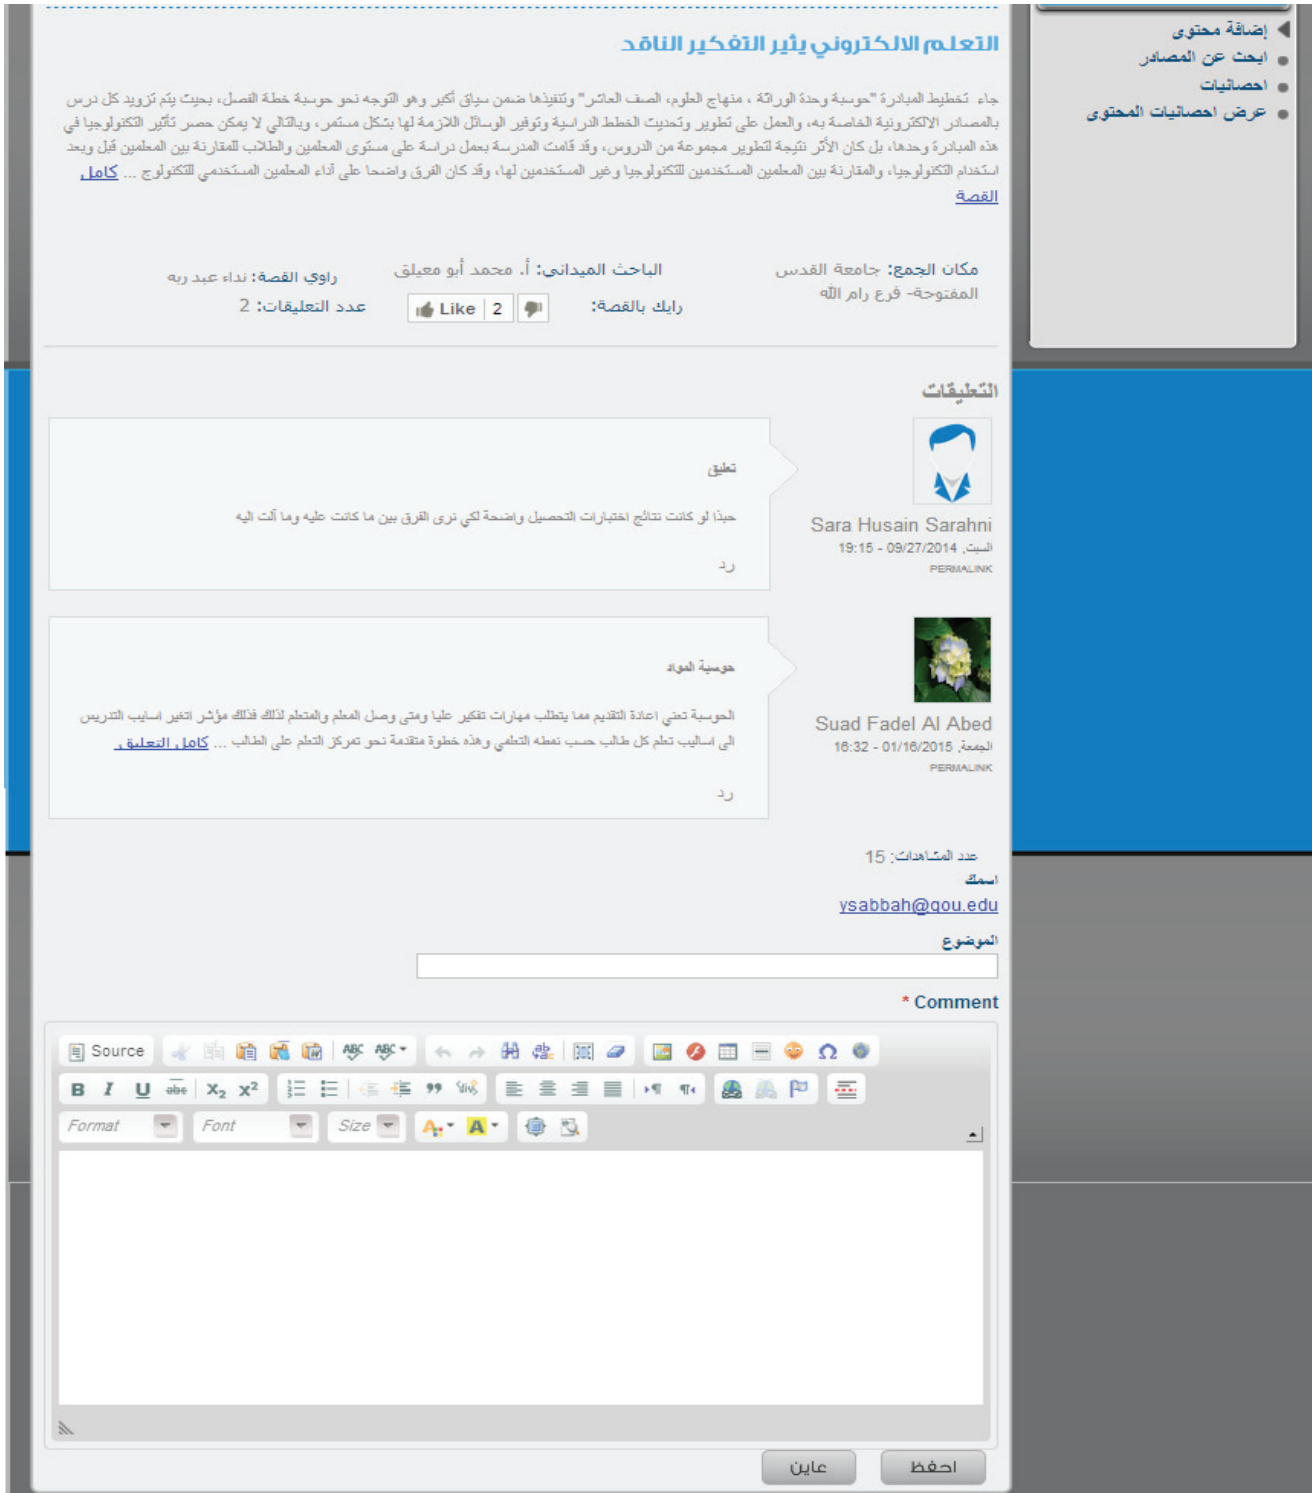 إضافة محتوى
ابحث عن المصادر
احصائيات
عرض احصائيات المحتوى
التعلم الالكتروني يثير التفكير الناقد
جاء تخطيط المبادرة "حوسبة وحدة الوراثة ، منهاج العلوم، الصف العاشر" وتنفيذها ضمن سياق أكبر وهو التوجه نحو حوسبة خطة الفصل، بحيث يتم تزويد كل درس
بالمصادر الالكترونية الخاصة به، والعمل على تطوير وتحديث الخطط الدراسية وتوفير الوسائل اللازمة لها بشكل مستمر، وبالتالي لا يمكن حصر تأثير التكنولوجيا في
هذه المبادرة وحدها، بل كان الأثر نتيجة لتطوير مجموعة من الدروس، وقد قامت المدرسة بعمل دراسة على مستوى المعلمين والطلاب للمقارنة بين المعلمين قبل وبعد
استخدام التكنولوجيا، والمقارنة بين المعلمين المستخدمين للتكنولوجيا وغير المستخدمين لها، وقد كان الفرق واضحا على أداء المعلمين المستخدمي للتكنولوج ... كامل
القصة
مكان الجمع: جامعة القدس المفتوحة- فرع رام الله
الباحث الميداني: أ. محمد أبو معيلق
راوي القصة: نداء عبد ربه
رايك بالقصة: Like 2
عدد التعليقات: 2
التعليقات
Sara Husain Sarahni
السبت, 09/27/2014 - 19:15
PERMALINK
تعليق
حبذا لو كانت نتائج اختبارات التحصيل واضحة لكي نرى الفرق بين ما كانت عليه وما آلت اليه
رد
Suad Fadel Al Abed
الجمعة, 01/16/2015 - 16:32
PERMALINK
حوسبة المواد
الحوسبة تعني اعادة التقديم مما يتطلب مهارات تفكير عليا ومتى وصل المعلم والمتعلم لذلك فذلك مؤشر اتغير اسايب التدريس
الى اساليب تعلم كل طالب حسب نمطه التعلمي وهذه خطوة متقدمة نحو تمركز التعلم على الطالب ... كامل التعليق
رد
عدد المشاهدات: 15
اسمك
ysabbah@qou.edu
الموضوع
Comment *
Source ABC ABC
B I U abc X₂ X²
Format Font Size A A
احفظ عاين